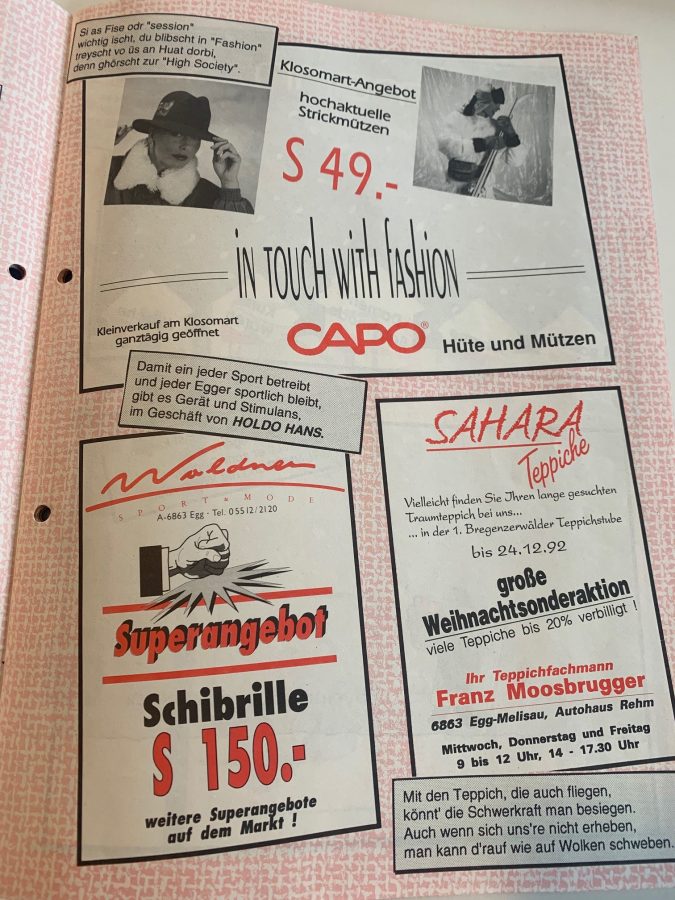 Si as Fise odr "session"
wichtig ischt, du blibscht in "Fashion"
treyscht vo üs an Huat dorbi,
denn ghörscht zur "High Society".
Klosomart-Angebot
hochaktuelle
Strickmützen
S 49.-
in touch with fashion
Kleinverkauf am Klosomart
ganztägig geöffnet
CAPO® Hüte und Mützen
Damit ein jeder Sport betreibt
und jeder Egger sportlich bleibt,
gibt es Gerät und Stimulans,
im Geschäft von HOLDO HANS.
Waldner
SPORT & MODE
A-6863 Egg · Tel. 05512/2120
Superangebot
Schibrille
S 150.-
weitere Superangebote
auf dem Markt !
SAHARA
Teppiche
Vielleicht finden Sie Ihren lange gesuchten
Traumteppich bei uns...
... in der 1. Bregenzerwälder Teppichstube
bis 24.12.92
große
Weihnachtsonderaktion
viele Teppiche bis 20% verbilligt !
Ihr Teppichfachmann
Franz Moosbrugger
6863 Egg-Melisau, Autohaus Rehm
Mittwoch, Donnerstag und Freitag
9 bis 12 Uhr, 14 - 17.30 Uhr
Mit den Teppich, die auch fliegen,
könnt' die Schwerkraft man besiegen.
Auch wenn sich uns're nicht erheben,
man kann d'rauf wie auf Wolken schweben.